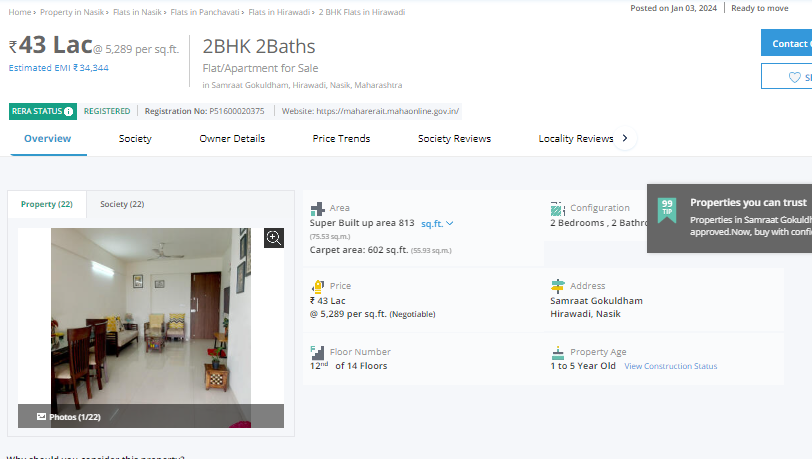 Home › Property in Nasik › Flats in Nasik › Flats in Panchavati › Flats in Hirawadi › 2 BHK Flats in Hirawadi
Posted on Jan 03, 2024 Ready to move
₹43 Lac @ 5,289 per sq.ft.
Estimated EMI ₹ 34,344
2BHK 2Baths
Flat/Apartment for Sale
in Samraat Gokuldham, Hirawadi, Nasik, Maharashtra
Contact
RERA STATUS i REGISTERED Registration No: P51600020375 Website: https://maharerait.mahaonline.gov.in/
Overview Society Owner Details Price Trends Society Reviews Locality Reviews
Property (22) Society (22)
Photos (1/22)
Area
Super Built up area 813 sq.ft.
(75.53 sq.m.)
Carpet area: 602 sq.ft. (55.93 sq.m.)
Configuration
2 Bedrooms , 2 Bathro
99
TIP
Properties you can trust
Properties in Samraat Gokuldh
approved.Now, buy with confi
Price
₹ 43 Lac
@ 5,289 per sq.ft. (Negotiable)
Address
Samraat Gokuldham
Hirawadi, Nasik
Floor Number
12nd of 14 Floors
Property Age
1 to 5 Year Old View Construction Status
Why should you consider this property?